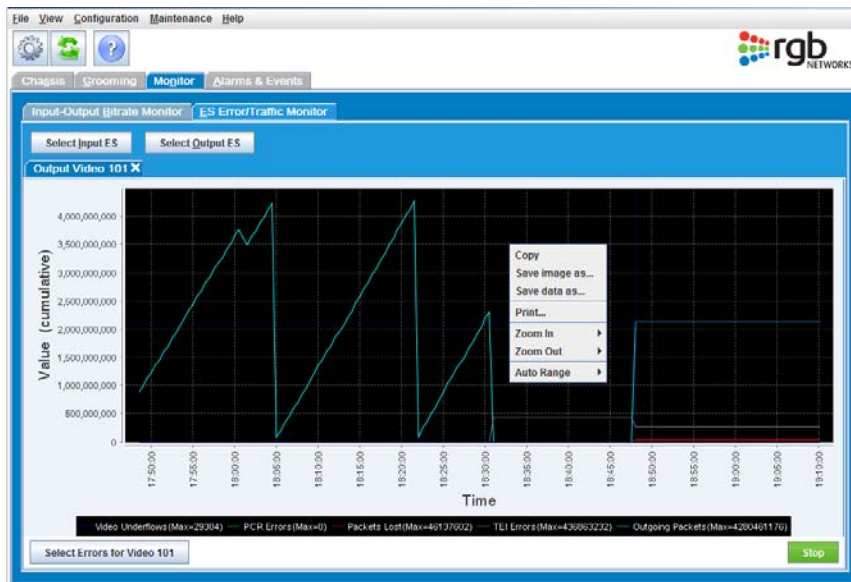 File View Configuration Maintenance Help
rgb
NETWORKS
Chassis Grooming Monitor Alarms & Events
Input-Output Bitrate Monitor ES Error/Traffic Monitor
Select Input ES Select Output ES
Output Video 101 X
Value (cumulative)
4,000,000,000
3,500,000,000
3,000,000,000
2,500,000,000
2,000,000,000
1,500,000,000
1,000,000,000
500,000,000
0
Copy
Save image as...
Save data as...
Print...
Zoom In
Zoom Out
Auto Range
17:50:00 17:55:00 18:00:00 18:05:00 18:10:00 18:15:00 18:20:00 18:25:00 18:30:00 18:35:00 18:40:00 18:45:00 18:50:00 18:55:00 19:00:00 19:05:00 19:10:00
Time
Video Underflows(Max=29304) PCR Errors(Max=0) Packets Lost(Max=46137602) TEI Errors(Max=436863232) Outgoing Packets(Max=4280461176)
Select Errors for Video 101 Stop